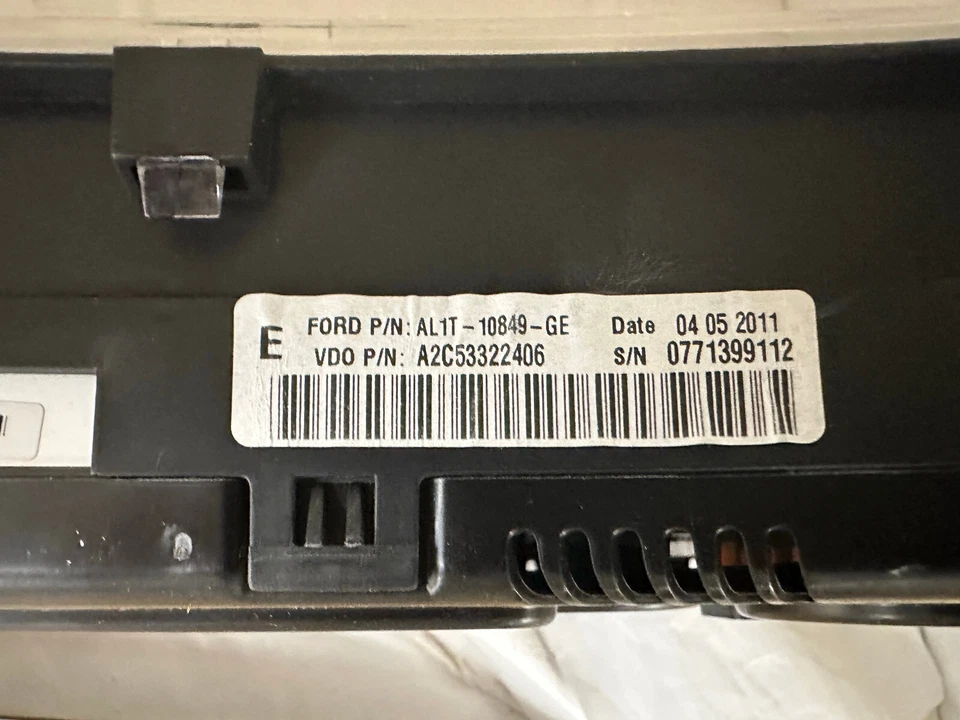 E FORD P/N: AL1T-10849-GE Date 04 05 2011
VDO P/N: A2C53322406 S/N 0771399112